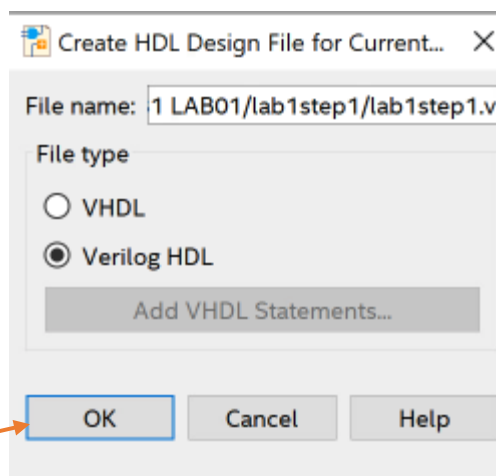 Create HDL Design File for Current...
File name: 1 LAB01/lab1step1/lab1step1.v
File type
VHDL
Verilog HDL
Add VHDL Statements...
OK Cancel Help